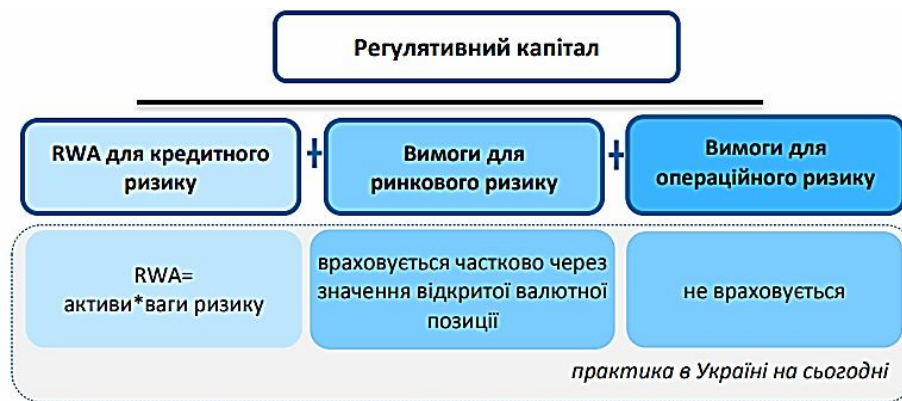 Регулятивний капітал
RWA для кредитного
ризику
+
Вимоги для
ринкового ризику
+
Вимоги для
операційного ризику
RWA=
активи*ваги ризику
враховується частково через
значення відкритої валютної
позиції
не враховується
практика в Україні на сьогодні